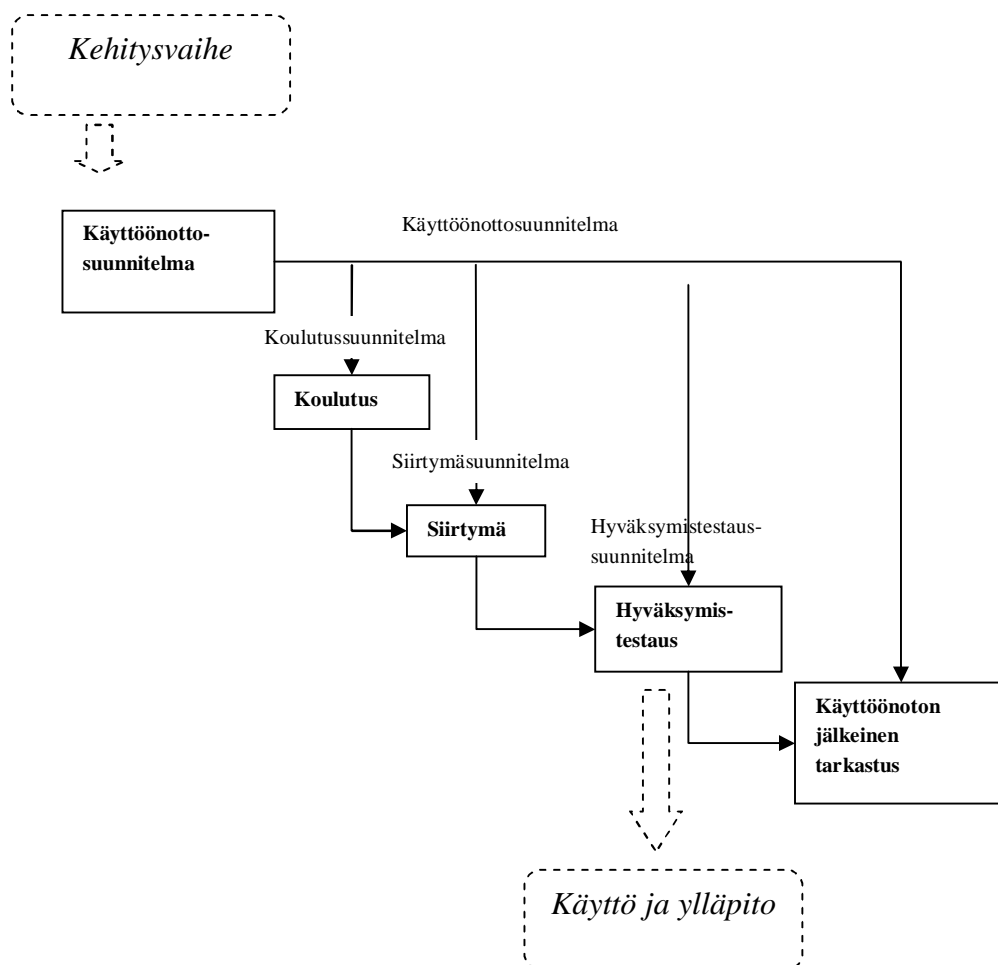 Kehitysvaihe
Käyttöönotto-
suunnitelma
Käyttöönottosuunnitelma
Koulutussuunnitelma
Koulutus
Siirtymäsuunnitelma
Siirtymä
Hyväksymistestaus-
suunnitelma
Hyväksymis-
testaus
Käyttöönoton
jälkeinen
tarkastus
Käyttö ja ylläpito